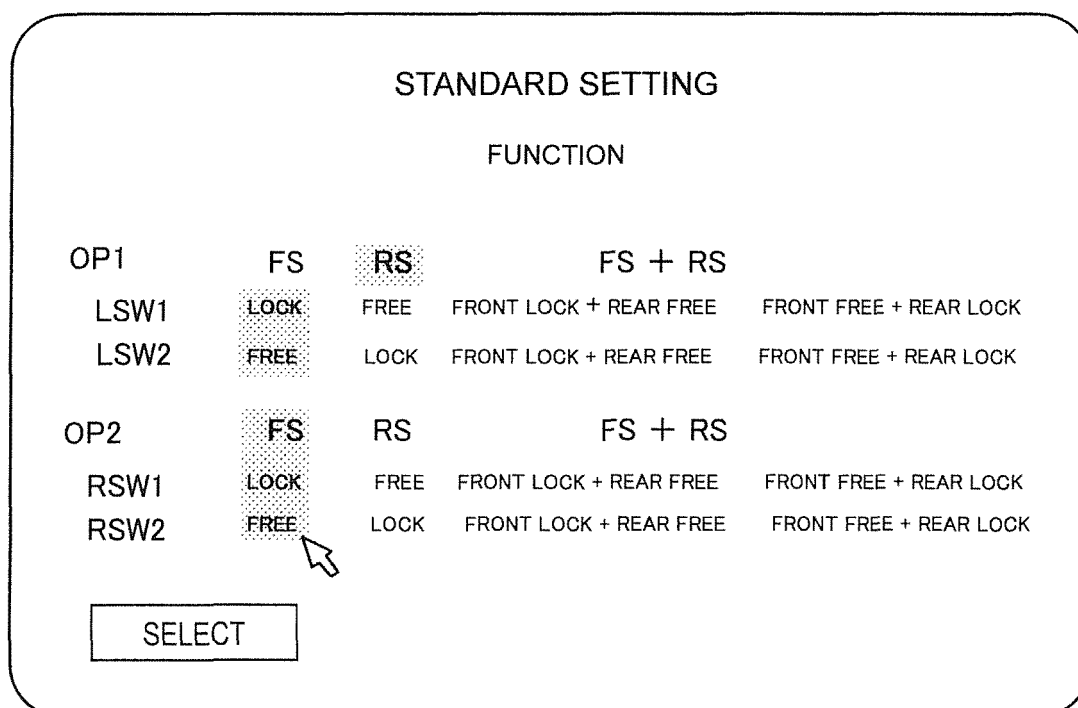 STANDARD SETTING
FUNCTION
OP1 FS RS FS + RS
LSW1 LOCK FREE FRONT LOCK + REAR FREE FRONT FREE + REAR LOCK
LSW2 FREE LOCK FRONT LOCK + REAR FREE FRONT FREE + REAR LOCK
OP2 FS RS FS + RS
RSW1 LOCK FREE FRONT LOCK + REAR FREE FRONT FREE + REAR LOCK
RSW2 FREE LOCK FRONT LOCK + REAR FREE FRONT FREE + REAR LOCK
SELECT